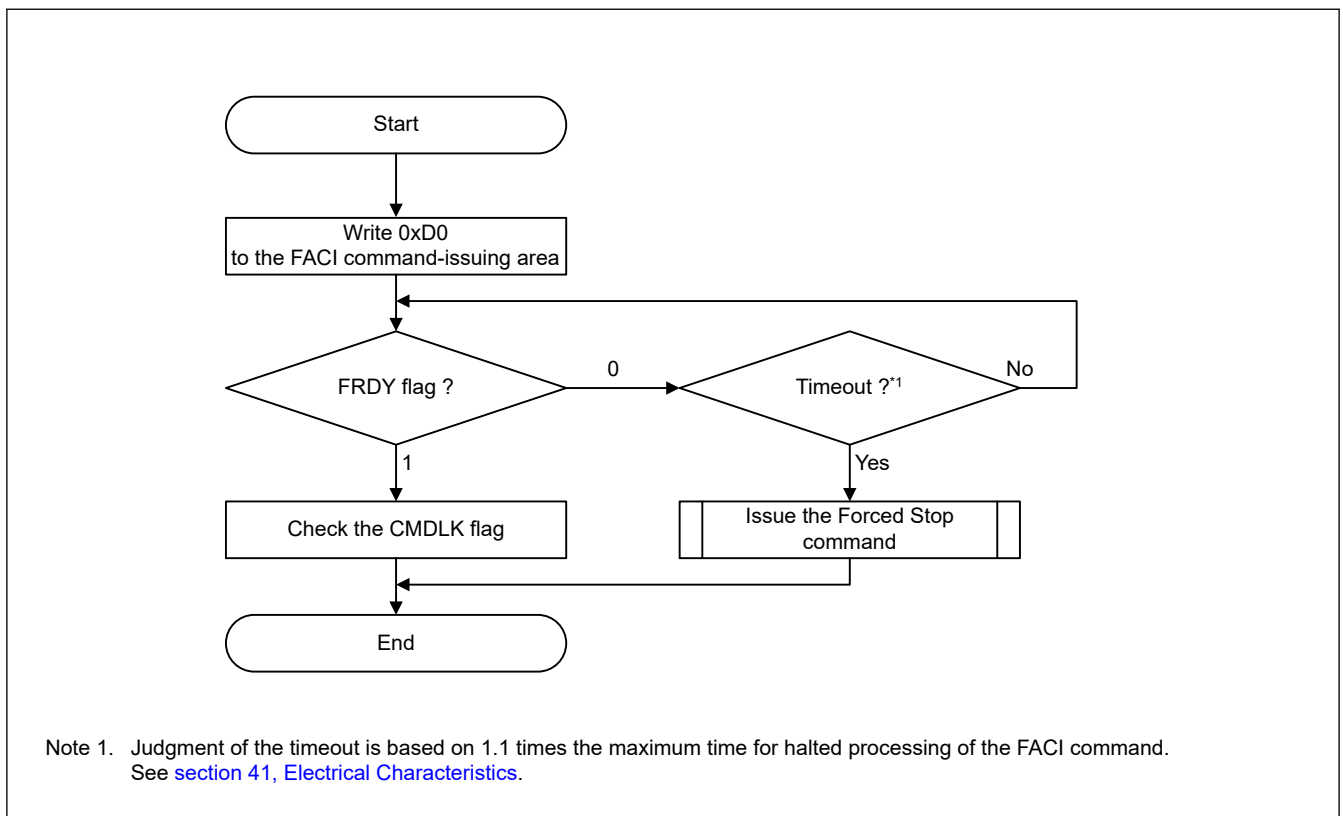 Start
Write 0xD0
to the FACI command-issuing area
FRDY flag ?
0
Timeout ?*1
No
1
Yes
Check the CMDLK flag
Issue the Forced Stop
command
End
Note 1. Judgment of the timeout is based on 1.1 times the maximum time for halted processing of the FACI command.
See section 41, Electrical Characteristics.